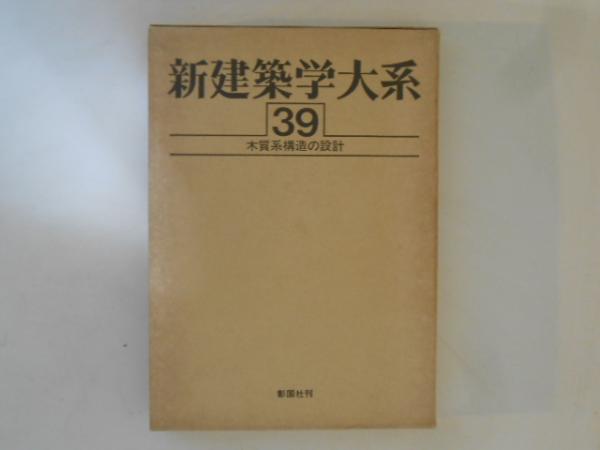 新建築学大系
39
木質系構造の設計
彰国社刊